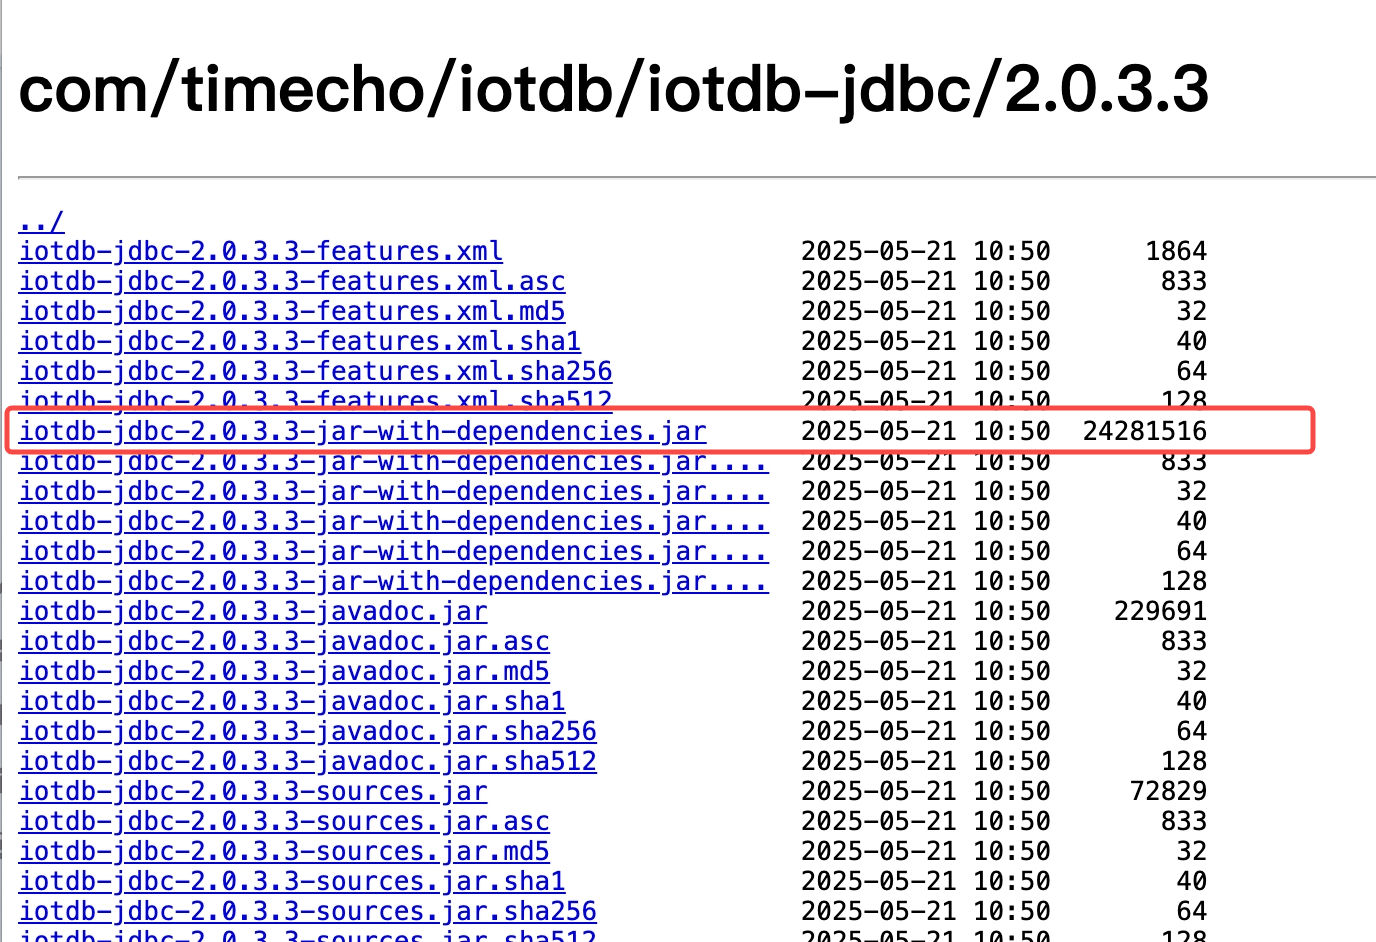 com/timecho/iotdb/iotdb-jdbc/2.0.3.3
../
iotdb-jdbc-2.0.3.3-features.xml 2025-05-21 10:50 1864
iotdb-jdbc-2.0.3.3-features.xml.asc 2025-05-21 10:50 833
iotdb-jdbc-2.0.3.3-features.xml.md5 2025-05-21 10:50 32
iotdb-jdbc-2.0.3.3-features.xml.sha1 2025-05-21 10:50 40
iotdb-jdbc-2.0.3.3-features.xml.sha256 2025-05-21 10:50 64
iotdb-jdbc-2.0.3.3-features.xml.sha512 2025-05-21 10:50 128
iotdb-jdbc-2.0.3.3-jar-with-dependencies.jar 2025-05-21 10:50 24281516
iotdb-jdbc-2.0.3.3-jar-with-dependencies.jar.... 2025-05-21 10:50 833
iotdb-jdbc-2.0.3.3-jar-with-dependencies.jar.... 2025-05-21 10:50 32
iotdb-jdbc-2.0.3.3-jar-with-dependencies.jar.... 2025-05-21 10:50 40
iotdb-jdbc-2.0.3.3-jar-with-dependencies.jar.... 2025-05-21 10:50 64
iotdb-jdbc-2.0.3.3-jar-with-dependencies.jar.... 2025-05-21 10:50 128
iotdb-jdbc-2.0.3.3-javadoc.jar 2025-05-21 10:50 229691
iotdb-jdbc-2.0.3.3-javadoc.jar.asc 2025-05-21 10:50 833
iotdb-jdbc-2.0.3.3-javadoc.jar.md5 2025-05-21 10:50 32
iotdb-jdbc-2.0.3.3-javadoc.jar.sha1 2025-05-21 10:50 40
iotdb-jdbc-2.0.3.3-javadoc.jar.sha256 2025-05-21 10:50 64
iotdb-jdbc-2.0.3.3-javadoc.jar.sha512 2025-05-21 10:50 128
iotdb-jdbc-2.0.3.3-sources.jar 2025-05-21 10:50 72829
iotdb-jdbc-2.0.3.3-sources.jar.asc 2025-05-21 10:50 833
iotdb-jdbc-2.0.3.3-sources.jar.md5 2025-05-21 10:50 32
iotdb-jdbc-2.0.3.3-sources.jar.sha1 2025-05-21 10:50 40
iotdb-jdbc-2.0.3.3-sources.jar.sha256 2025-05-21 10:50 64
iotdb-jdbc-2.0.3.3-sources.jar.sha512 2025-05-21 10:50 128